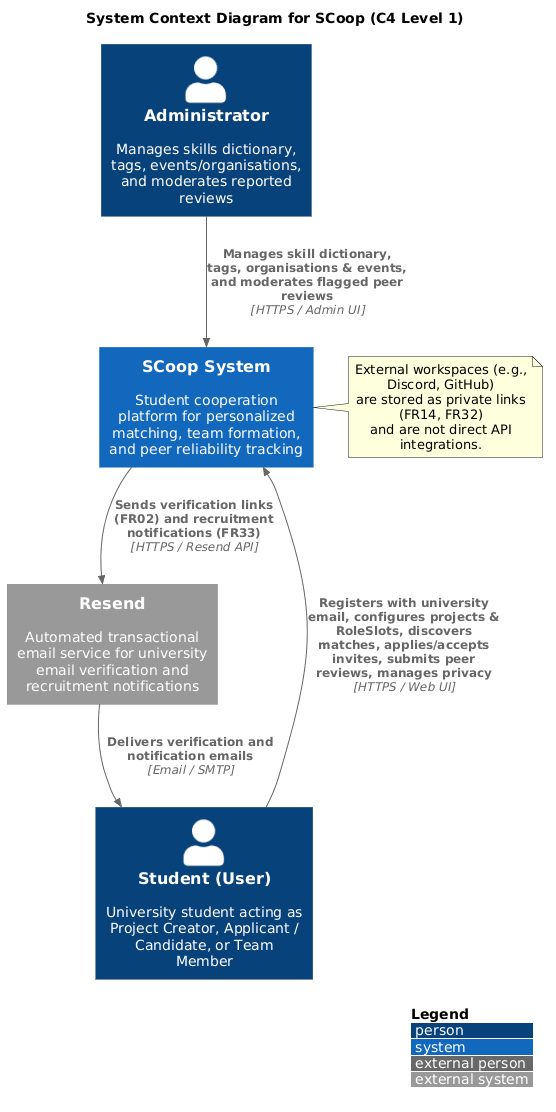 System Context Diagram for SCoop (C4 Level 1)
Administrator
Manages skills dictionary,
tags, events/organisations,
and moderates reported
reviews
Manages skill dictionary,
tags, organisations & events,
and moderates flagged peer
reviews
[HTTPS / Admin UI]
SCoop System
Student cooperation
platform for personalized
matching, team formation,
and peer reliability tracking
External workspaces (e.g.,
Discord, GitHub)
are stored as private links
(FR14, FR32)
and are not direct API
integrations.
Sends verification links
(FR02) and recruitment
notifications (FR33)
[HTTPS / Resend API]
Resend
Automated transactional
email service for university
email verification and
recruitment notifications
Registers with university
email, configures projects &
RoleSlots, discovers
matches, applies/accepts
invites, submits peer
reviews, manages privacy
[HTTPS / Web UI]
Delivers verification and
notification emails
[Email / SMTP]
Student (User)
University student acting as
Project Creator, Applicant /
Candidate, or Team
Member
Legend
person
system
external person
external system